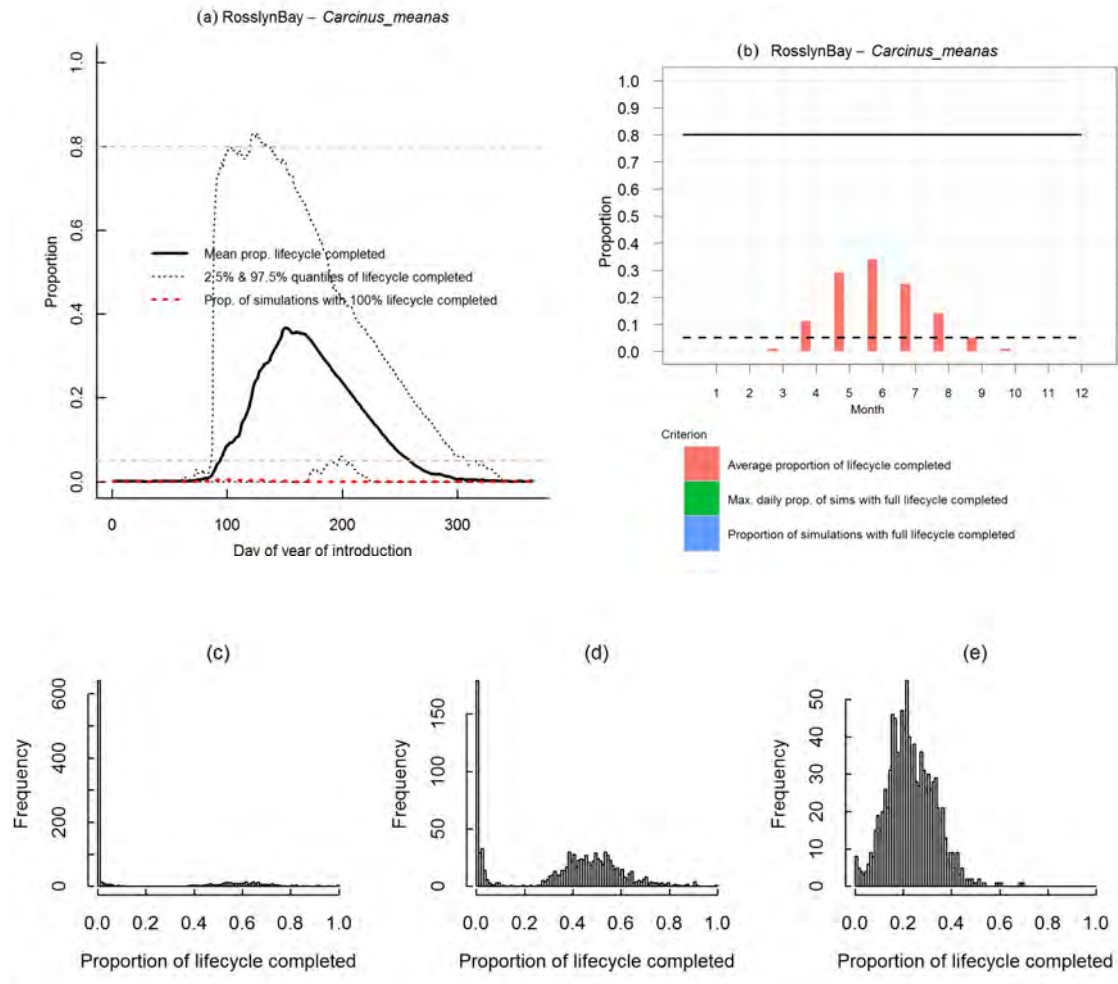 (a) RosslynBay – Carcinus_meanas
1.0
0.8
0.6
0.4
0.2
0.0
Proportion
Mean prop. lifecycle completed
2.5% & 97.5% quantiles of lifecycle completed
Prop. of simulations with 100% lifecycle completed
0 100 200 300
Day of year of introduction
(b) RosslynBay – Carcinus_meanas
1.0
0.9
0.8
0.7
0.6
0.5
0.4
0.3
0.2
0.1
0.0
Proportion
1 2 3 4 5 6 7 8 9 10 11 12
Month
Criterion
Average proportion of lifecycle completed
Max. daily prop. of sims with full lifecycle completed
Proportion of simulations with full lifecycle completed
(c)
600
400
200
0
Frequency
0.0 0.2 0.4 0.6 0.8 1.0
Proportion of lifecycle completed
(d)
150
100
50
0
Frequency
0.0 0.2 0.4 0.6 0.8 1.0
Proportion of lifecycle completed
(e)
50
40
30
20
10
0
Frequency
0.0 0.2 0.4 0.6 0.8 1.0
Proportion of lifecycle completed